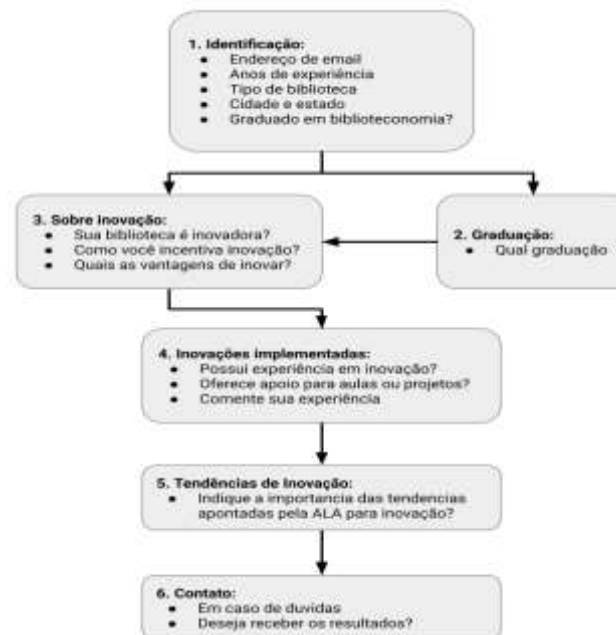 1. Identificação:
● Endereço de email
● Anos de experiência
● Tipo de biblioteca
● Cidade e estado
● Graduado em biblioteconomia?
3. Sobre Inovação:
● Sua biblioteca é inovadora?
● Como você incentiva inovação?
● Quais as vantagens de inovar?
2. Graduação:
● Qual graduação
4. Inovações implementadas:
● Possui experiência em inovação?
● Oferece apoio para aulas ou projetos?
● Comente sua experiência
5. Tendências de Inovação:
● Indique a importancia das tendencias
apontadas pela ALA para inovação?
6. Contato:
● Em caso de duvidas
● Deseja receber os resultados?